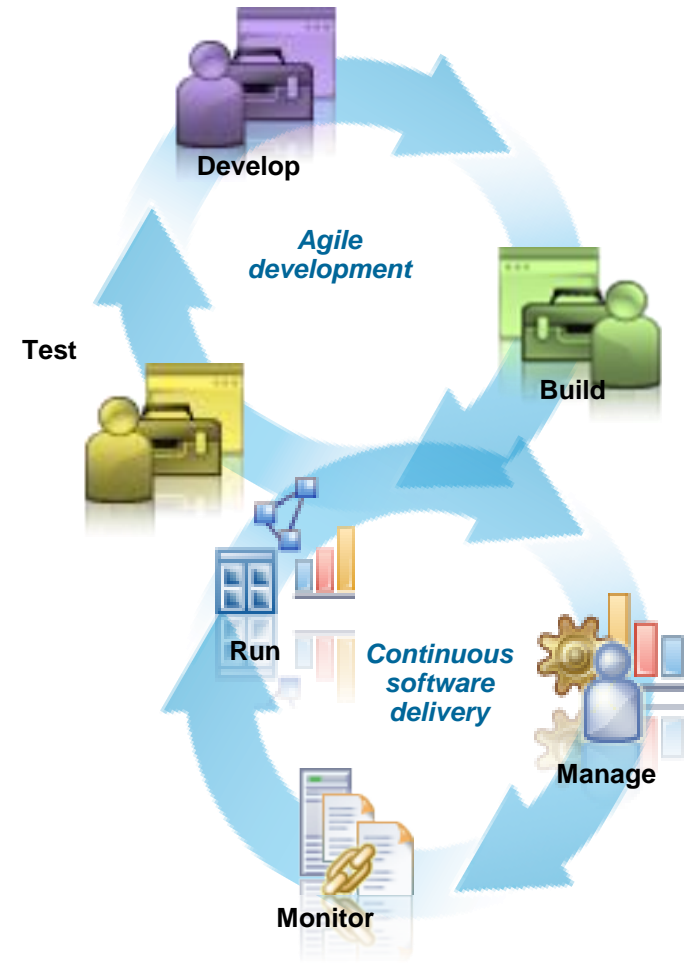 Develop
Agile
development
Test
Build
Run
Continuous
software
delivery
Manage
Monitor